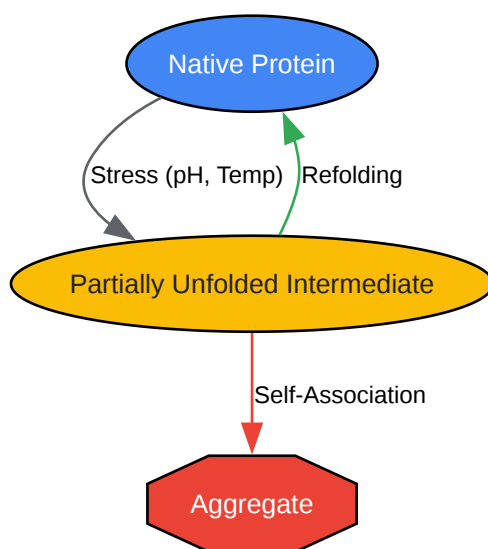 Native Protein
Stress (pH, Temp)
Refolding
Partially Unfolded Intermediate
Self-Association
Aggregate